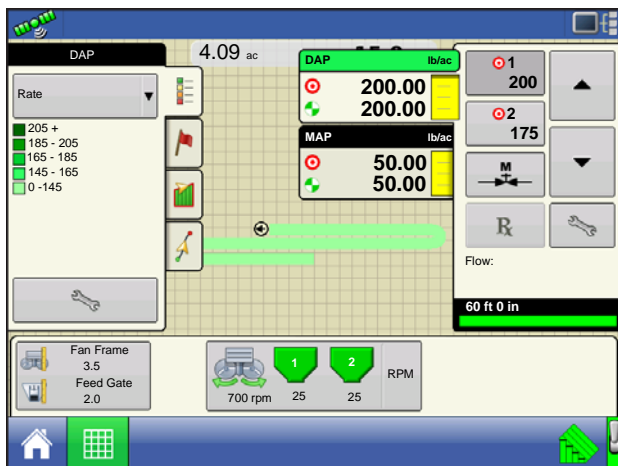 DAP
4.09 ac
Rate
205 +
185 - 205
165 - 185
145 - 165
0 -145
DAP lb/ac
200.00
200.00
MAP lb/ac
50.00
50.00
1
200
2
175
M
Rx
Flow:
60 ft 0 in
Fan Frame
3.5
Feed Gate
2.0
700 rpm
1
25
2
25
RPM